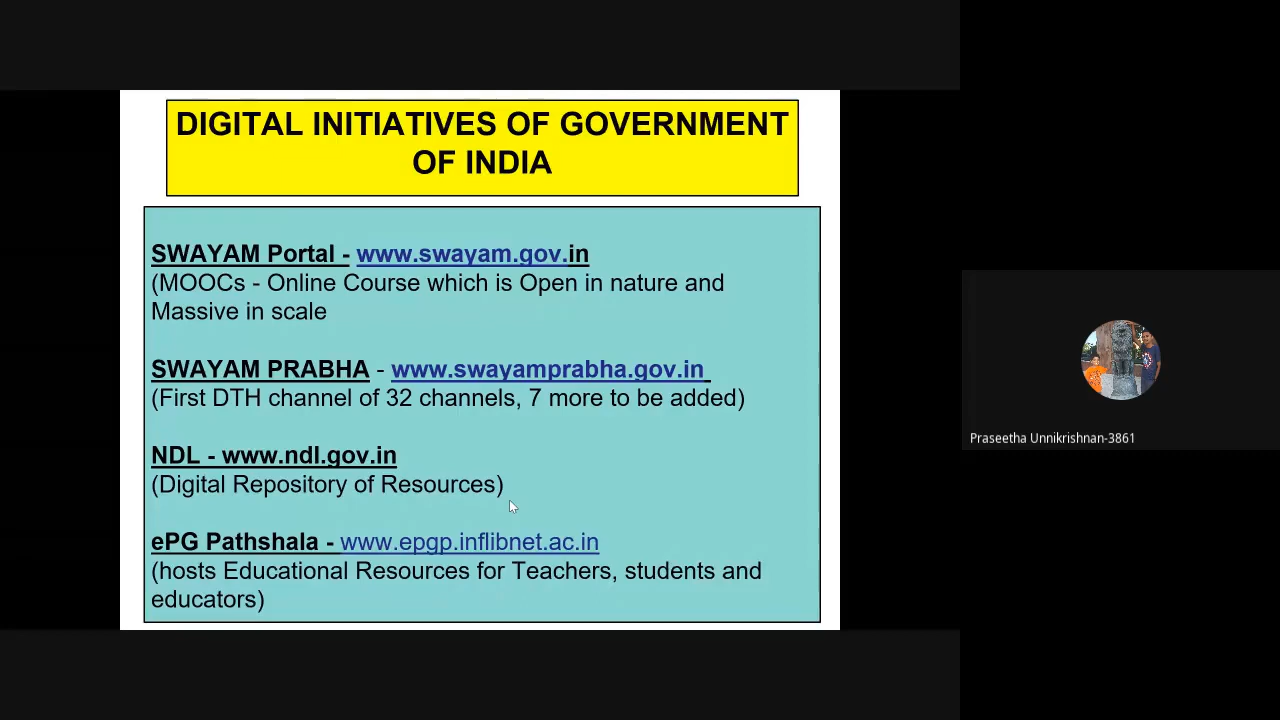 DIGITAL INITIATIVES OF GOVERNMENT
OF INDIA
SWAYAM Portal - www.swayam.gov.in
(MOOCs - Online Course which is Open in nature and
Massive in scale
SWAYAM PRABHA - www.swayamprabha.gov.in
(First DTH channel of 32 channels, 7 more to be added)
NDL - www.ndl.gov.in
(Digital Repository of Resources)
ePG Pathshala - www.epgp.inflibnet.ac.in
(hosts Educational Resources for Teachers, students and
educators)
Praseetha Unnikrishnan-3861